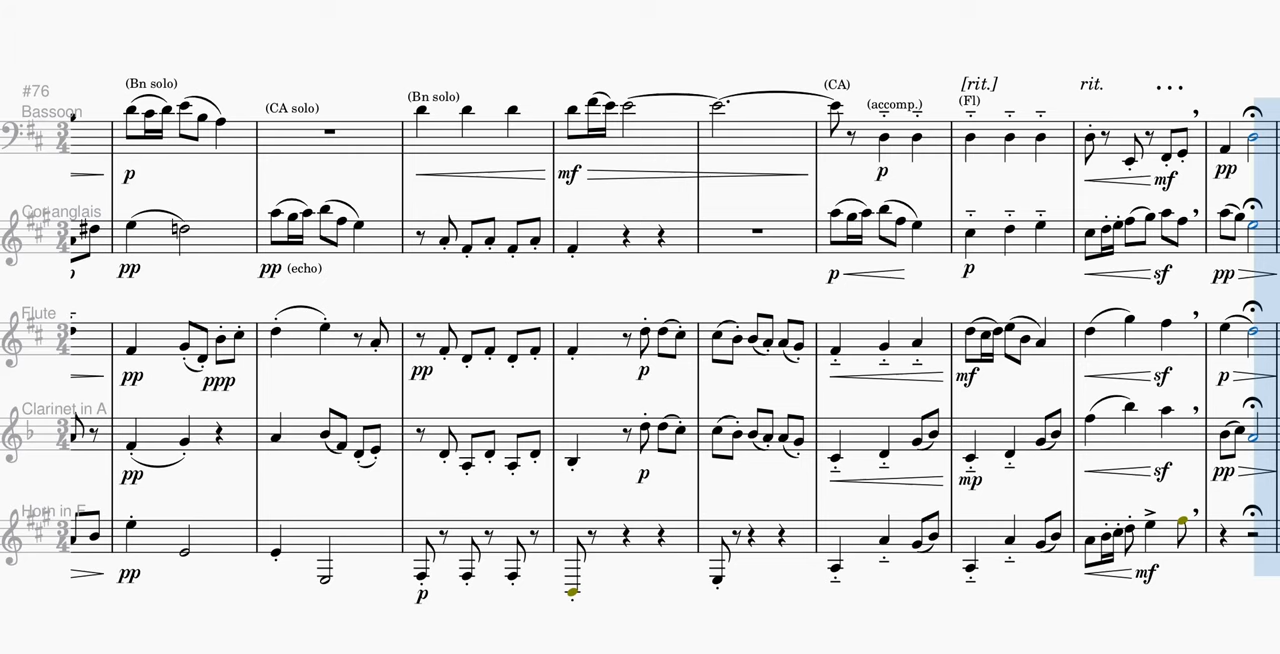 (Bn solo) (CA) [rit.] rit. . . .
#76 (CA solo) (Bn solo) (accomp.) (Fl)
Bassoon
p mf p mf pp
Cor anglais
pp pp (echo) p p sf pp
Flute
pp ppp pp p mf sf p
Clarinet in A
pp p mp sf pp
Horn in F
pp p mf